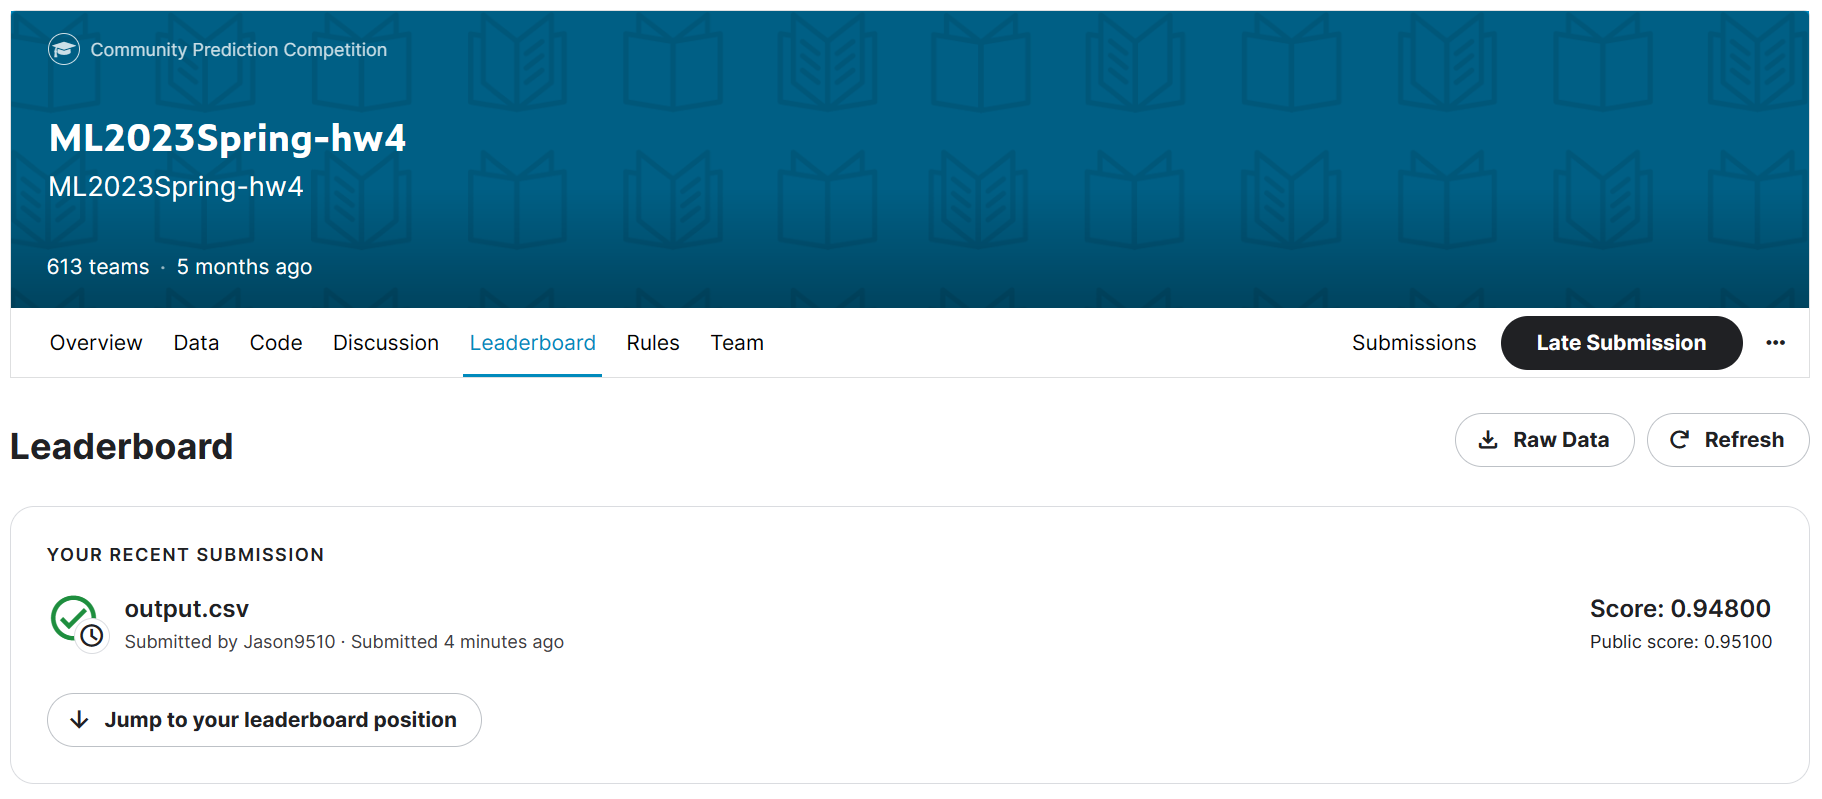 Community Prediction Competition
ML2023Spring-hw4
ML2023Spring-hw4
613 teams · 5 months ago
Overview Data Code Discussion Leaderboard Rules Team Submissions Late Submission
Leaderboard
Raw Data Refresh
YOUR RECENT SUBMISSION
output.csv Score: 0.94800
Submitted by Jason9510 · Submitted 4 minutes ago Public score: 0.95100
Jump to your leaderboard position